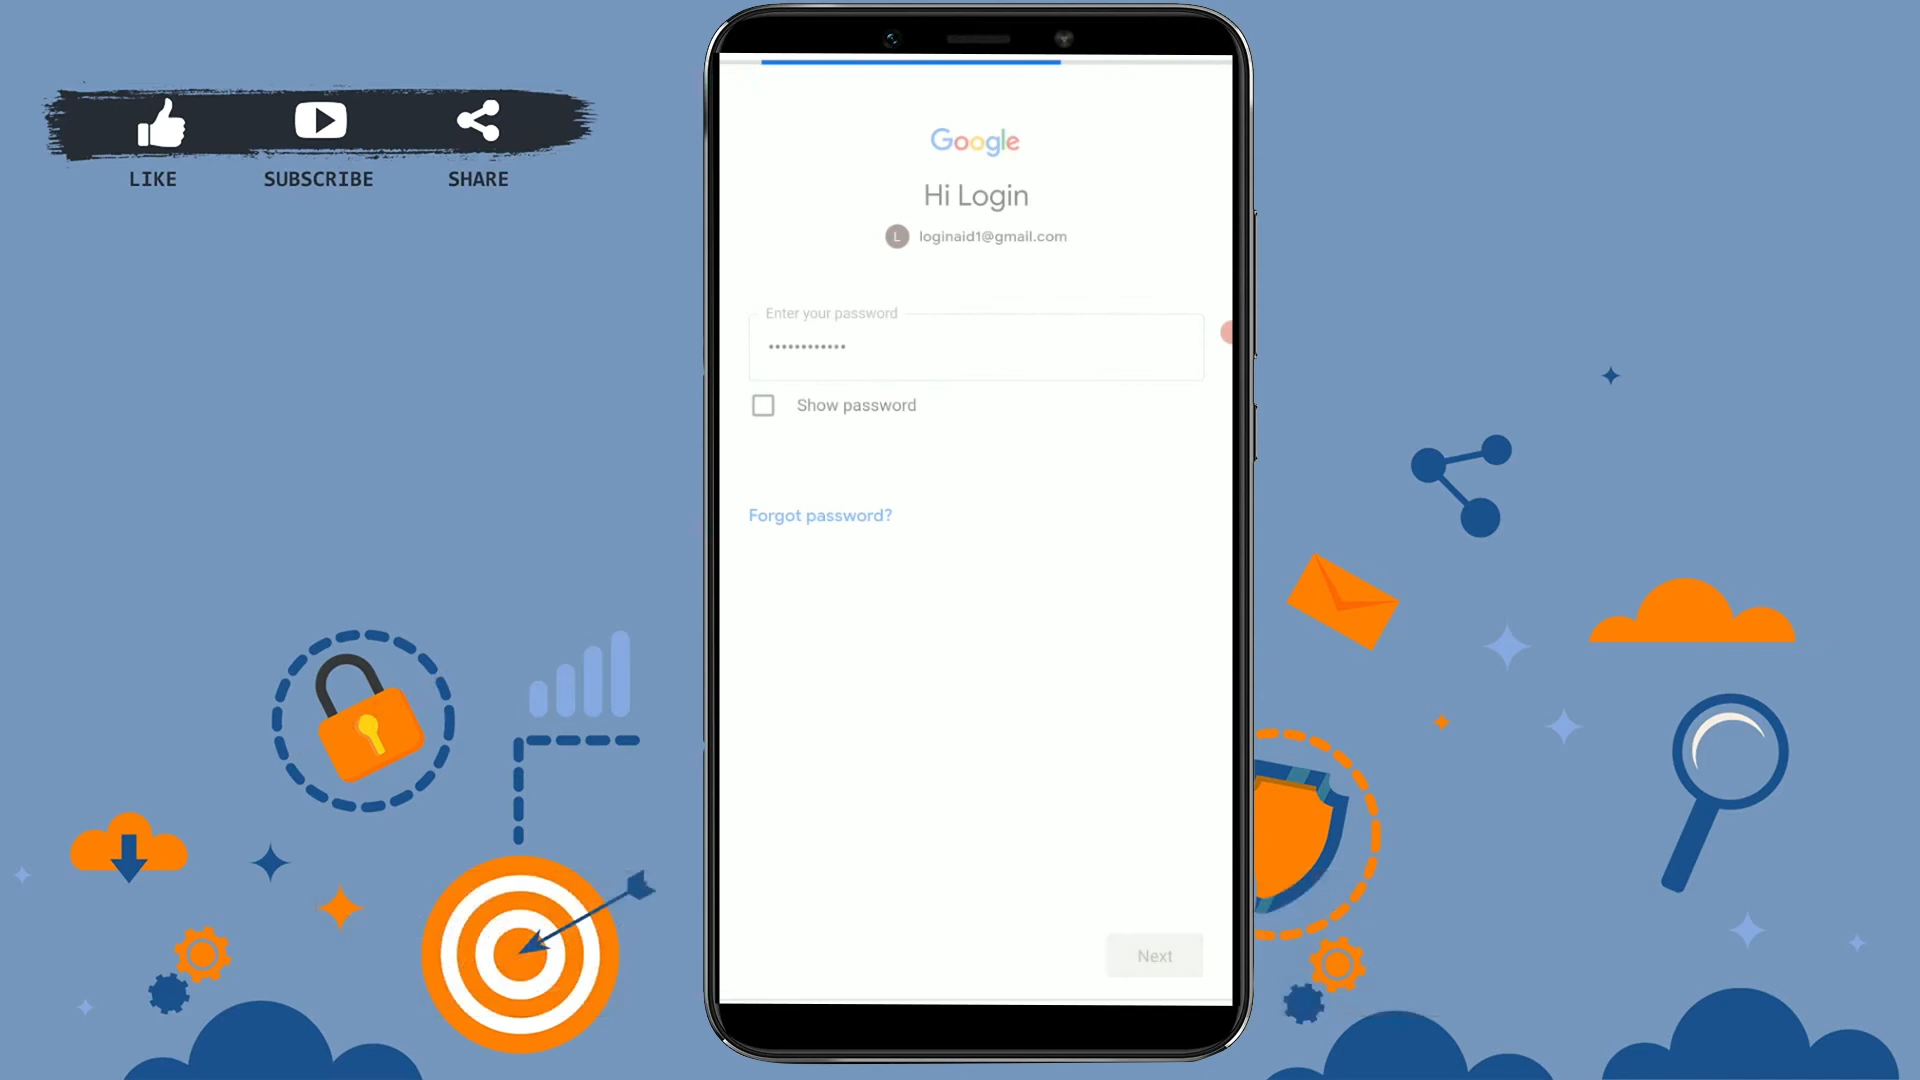 LIKE
SUBSCRIBE
SHARE
Google
Hi Login
L loginaid1@gmail.com
Enter your password
••••••••••••
Show password
Forgot password?
Next